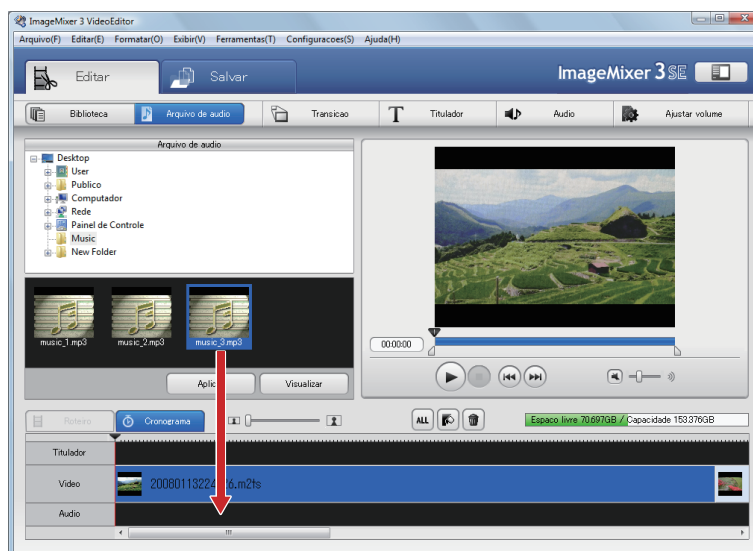 ImageMixer 3 VideoEditor
Arquivo(F) Editar(E) Formatar(O) Exibir(V) Ferramentas(T) Configuracoes(S) Ajuda(H)
Editar Salvar ImageMixer 3 SE
Biblioteca Arquivo de audio Transicao T Titulador Audio Ajustar volume
Arquivo de audio
Desktop
User
Publico
Computador
Rede
Painel de Controle
Music
New Folder
music_1.mp3 music_2.mp3 music_3.mp3
00:00:00
Visualizar
Roteiro Cronograma ALL Espaco livre 70.697GB / Capacidade 153.376GB
Titulador
Video
Audio